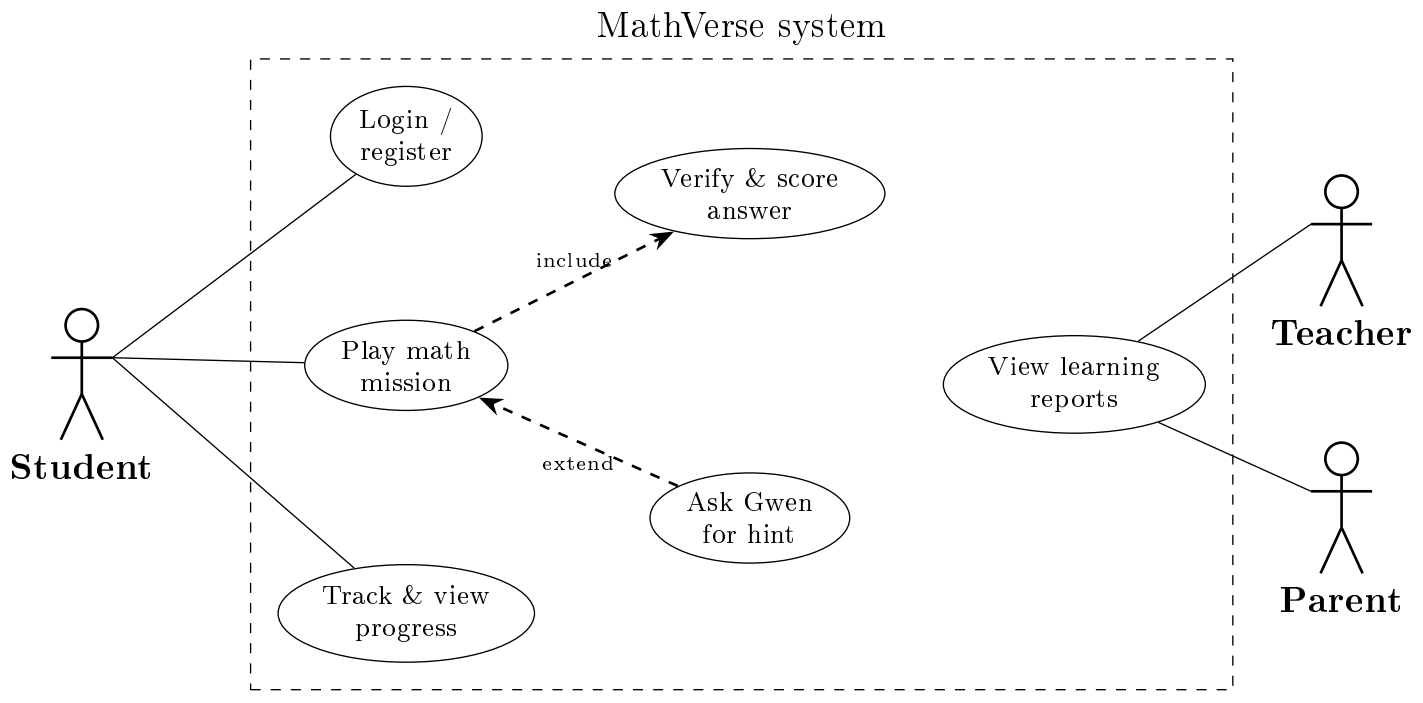 MathVerse system
Login /
register
Verify & score
answer
include
Play math
mission
extend
Ask Gwen
for hint
Track & view
progress
View learning
reports
Student
Teacher
Parent